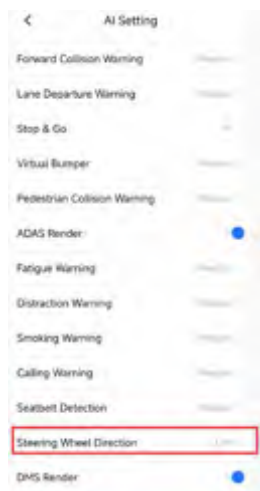 AI Setting
Forward Collision Warning
Lane Departure Warning
Stop & Go
Virtual Bumper
Pedestrian Collision Warning
ADAS Render
Fatigue Warning
Distraction Warning
Smoking Warning
Calling Warning
Seatbelt Detection
Steering Wheel Direction
DMS Render